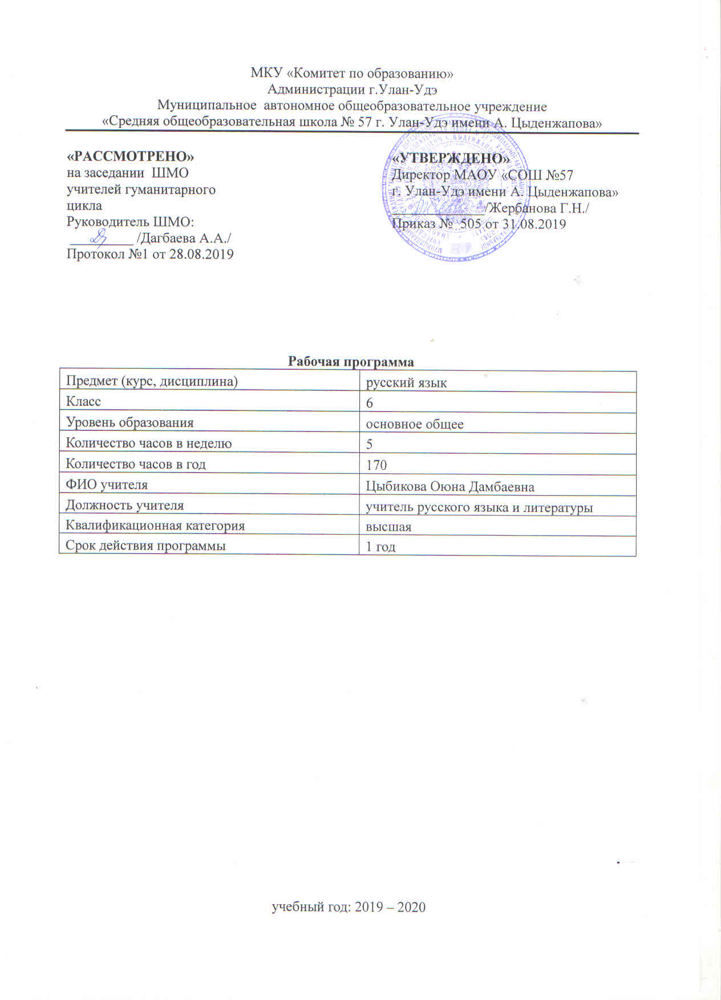 МКУ «Комитет по образованию»
Администрации г.Улан-Удэ
Муниципальное  автономное общеобразовательное учреждение
«Средняя общеобразовательная школа № 57 г. Улан-Удэ имени А. Цыденжапова»
«РАССМОТРЕНО»
на заседании  ШМО
учителей гуманитарного
цикла
Руководитель ШМО:
_________ /Дагбаева А.А./
Протокол №1 от 28.08.2019
«УТВЕРЖДЕНО»
Директор МАОУ «СОШ №57
г. Улан-Удэ имени А. Цыденжапова»
_____________/Жербанова Г.Н./
Приказ №  505 от 31.08.2019
Рабочая программа
Предмет (курс, дисциплина) русский язык
Класс 6
Уровень образования основное общее
Количество часов в неделю 5
Количество часов в год 170
ФИО учителя Цыбикова Оюна Дамбаевна
Должность учителя учитель русского языка и литературы
Квалификационная категория высшая
Срок действия программы 1 год
учебный год: 2019 – 2020